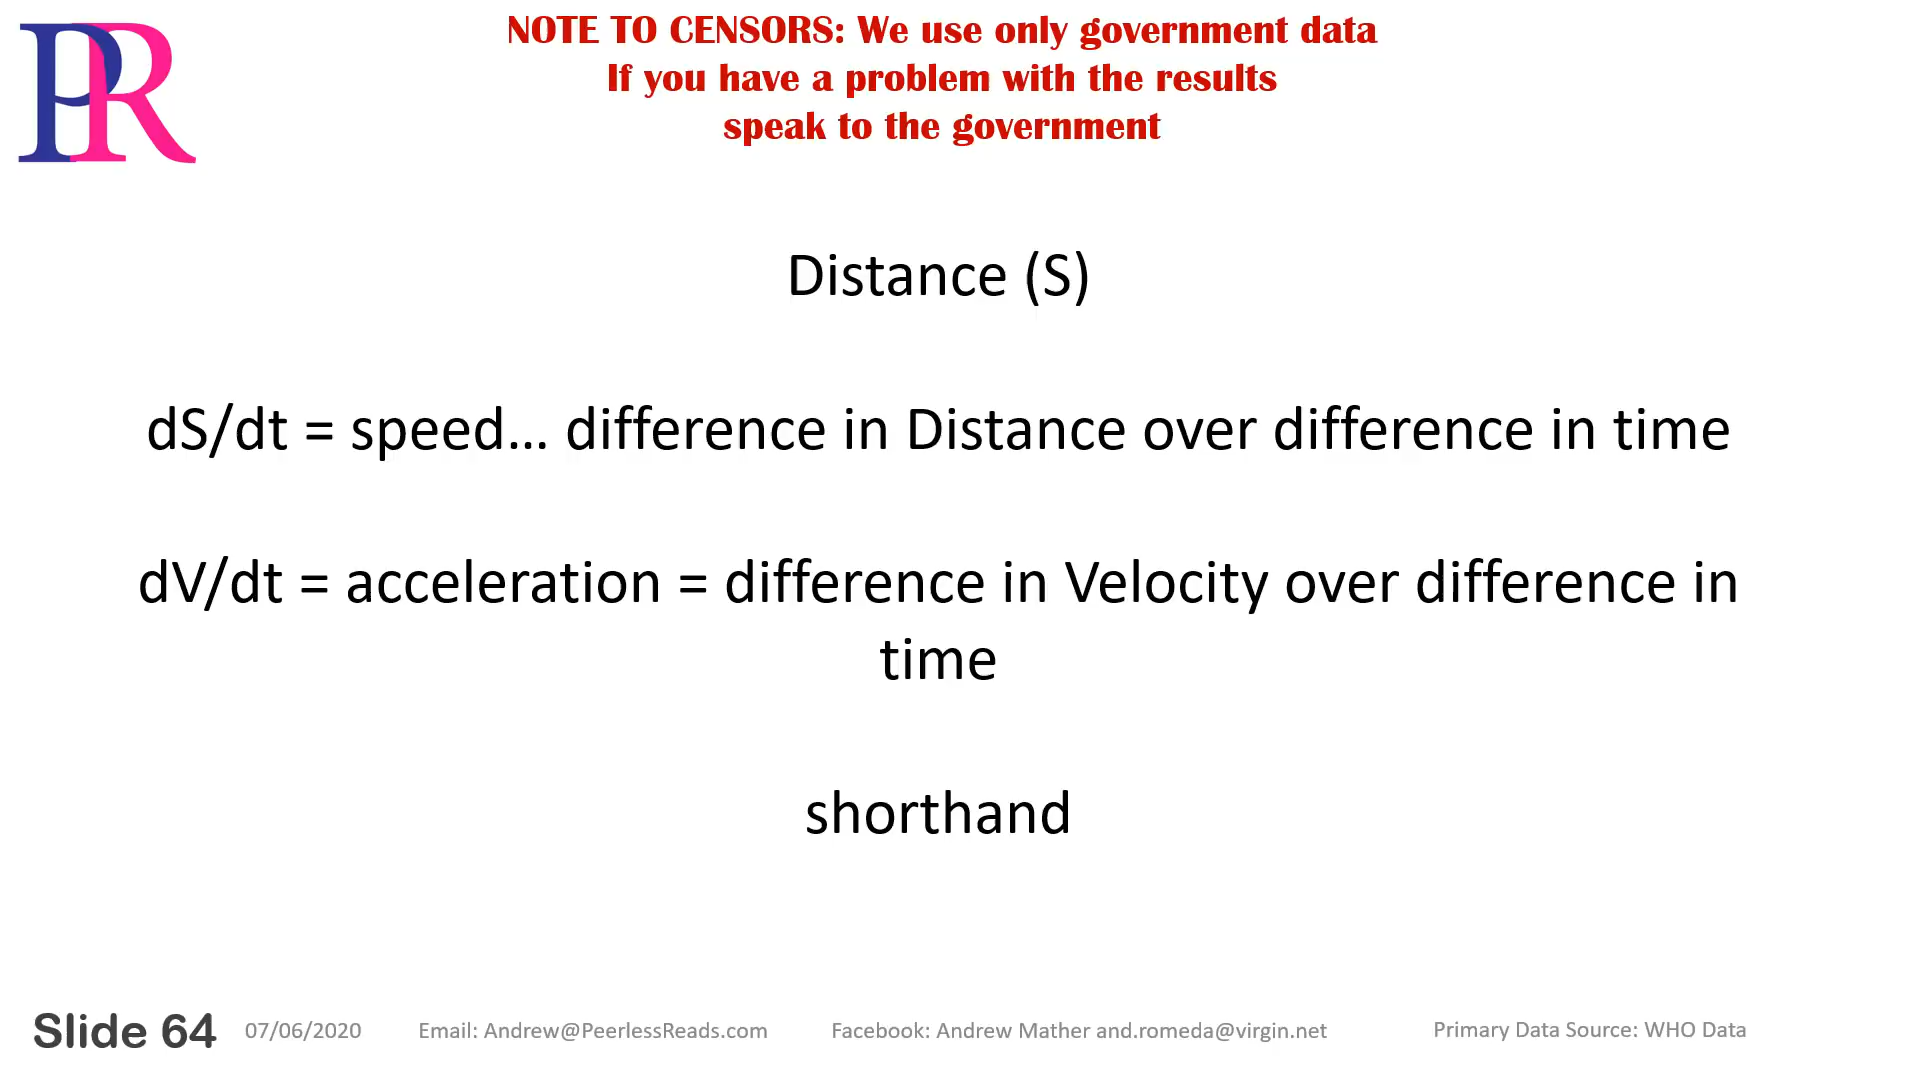 PR
NOTE TO CENSORS: We use only government data
If you have a problem with the results
speak to the government
Distance (S)
dS/dt = speed... difference in Distance over difference in time
dV/dt = acceleration = difference in Velocity over difference in
time
shorthand
Slide 64 07/06/2020 Email: Andrew@PeerlessReads.com Facebook: Andrew Mather and.romeda@virgin.net Primary Data Source: WHO Data